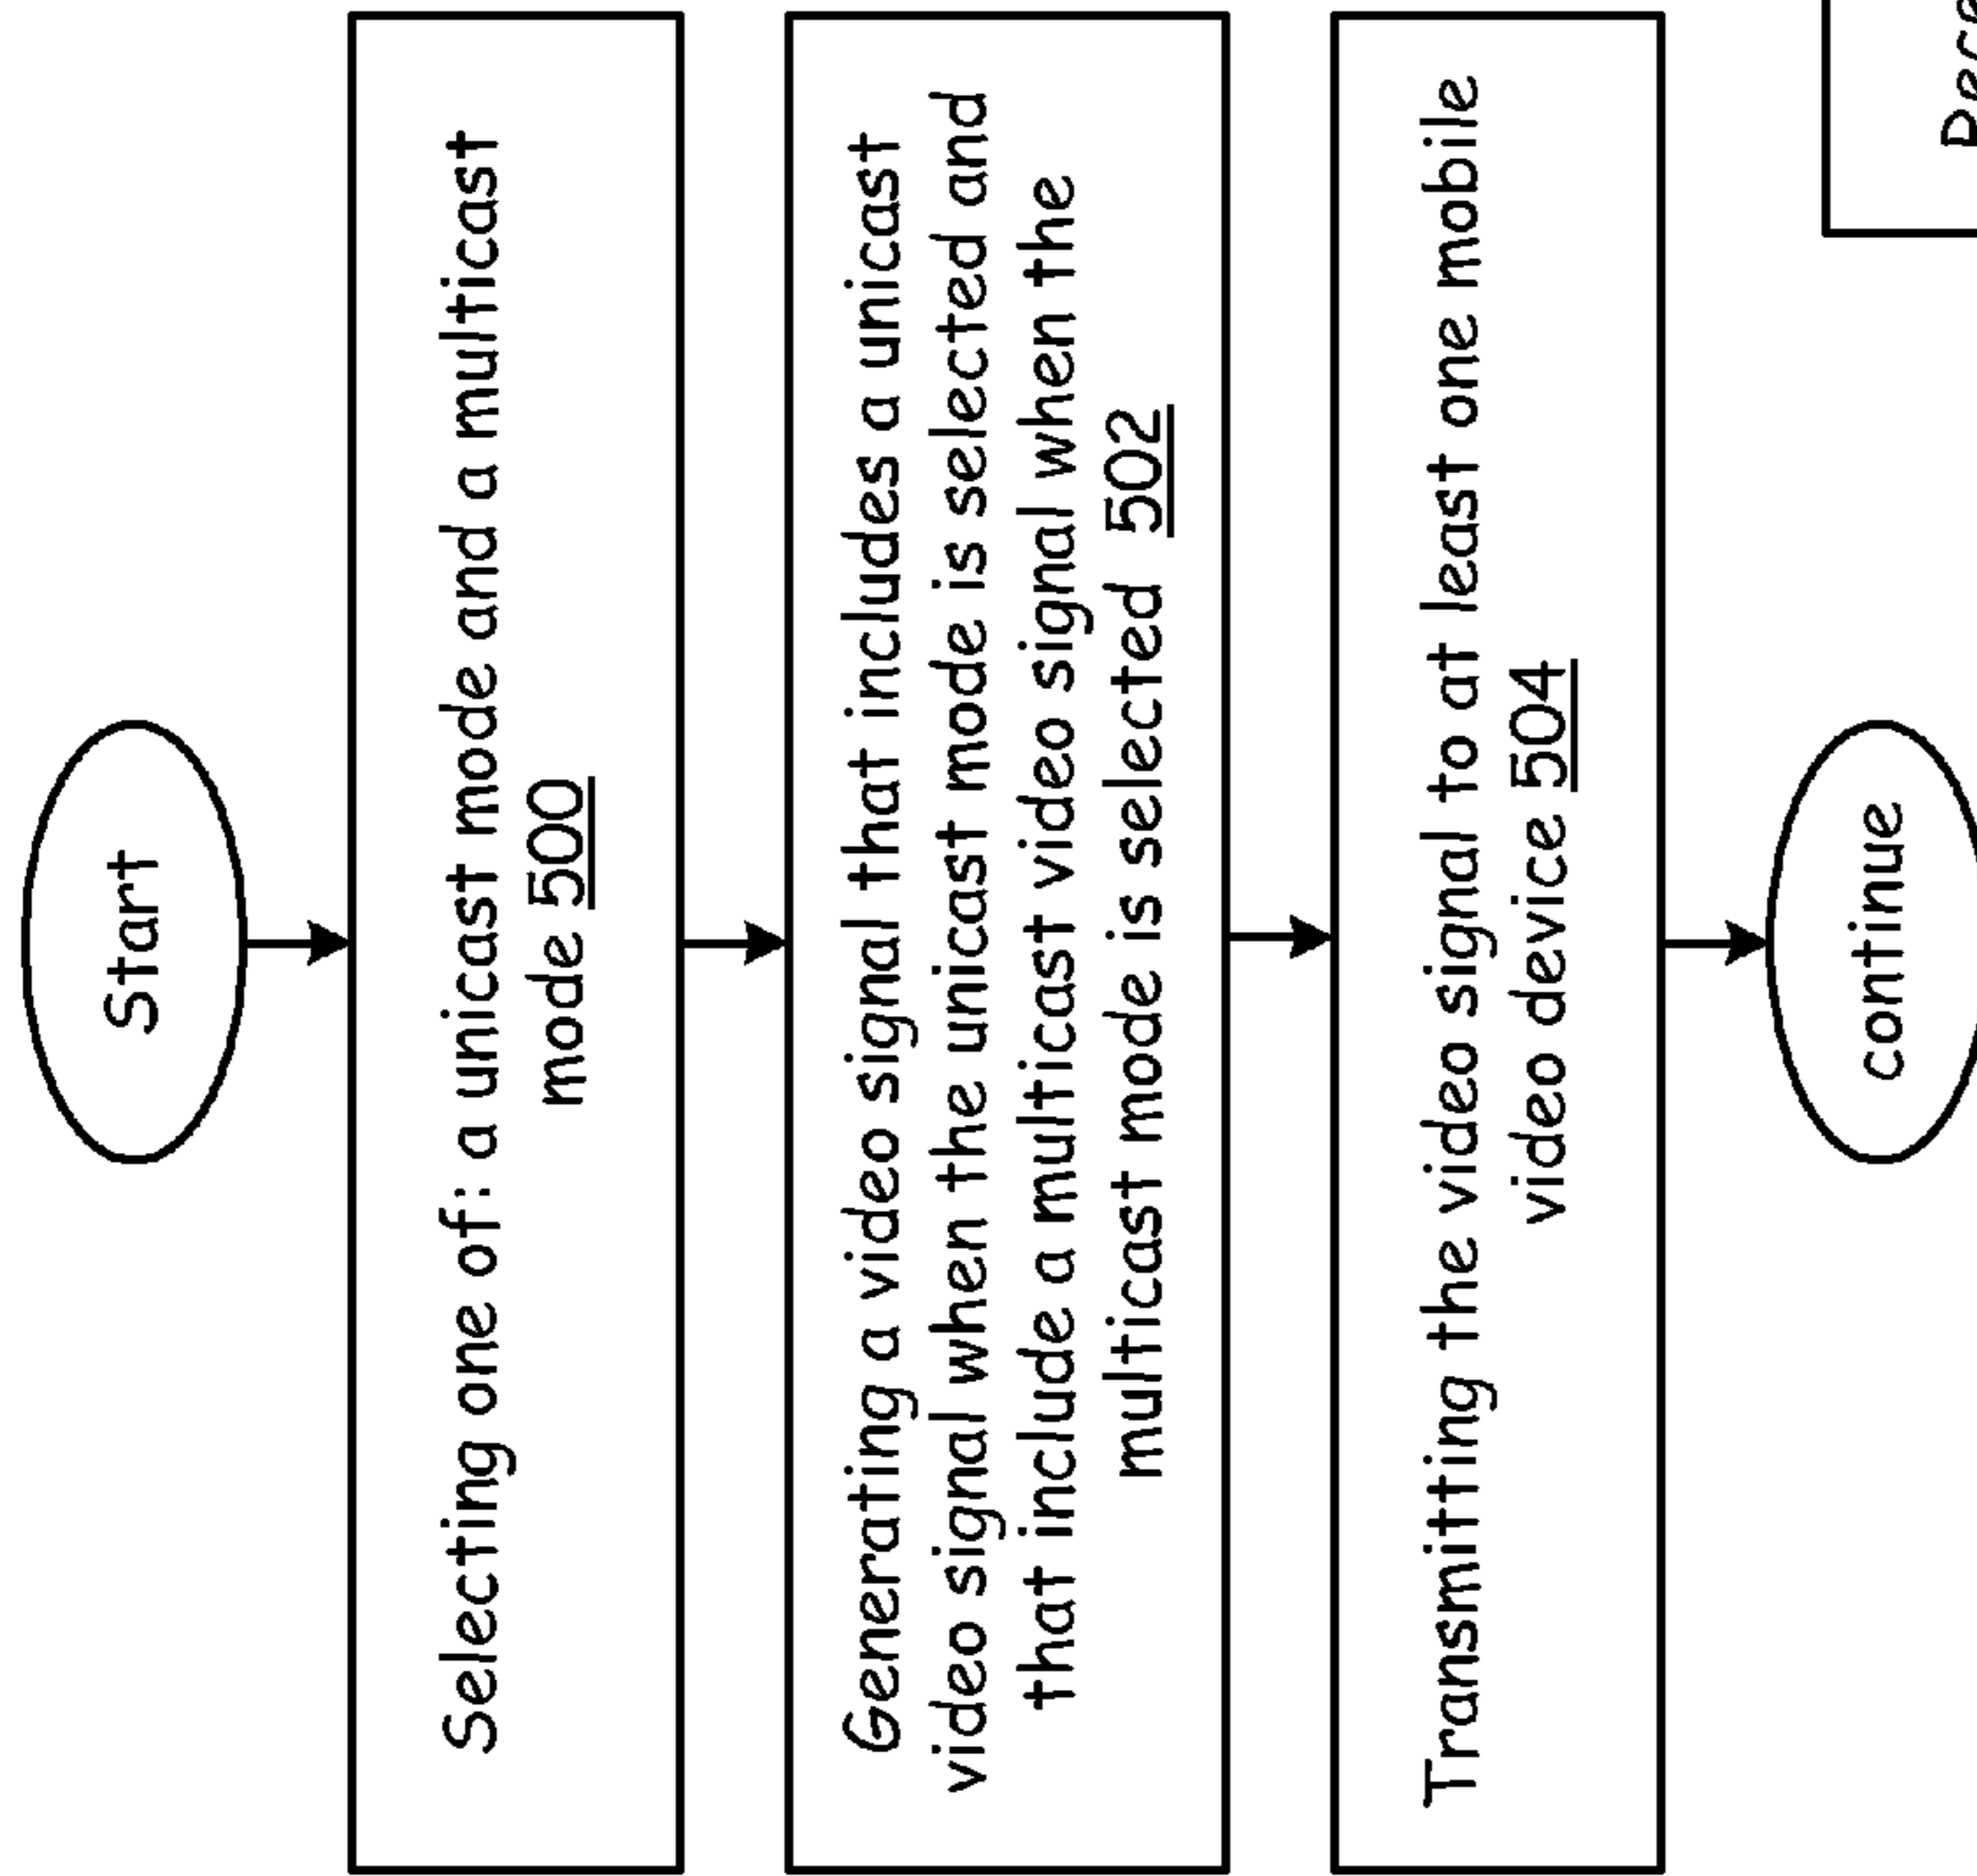 Start
Selecting one of: a unicast mode and a multicast
mode 500
Generating a video signal that includes a unicast
video signal when the unicast mode is selected and
that include a multicast video signal when the
multicast mode is selected 502
Transmitting the video signal to at least one mobile
video device 504
continue